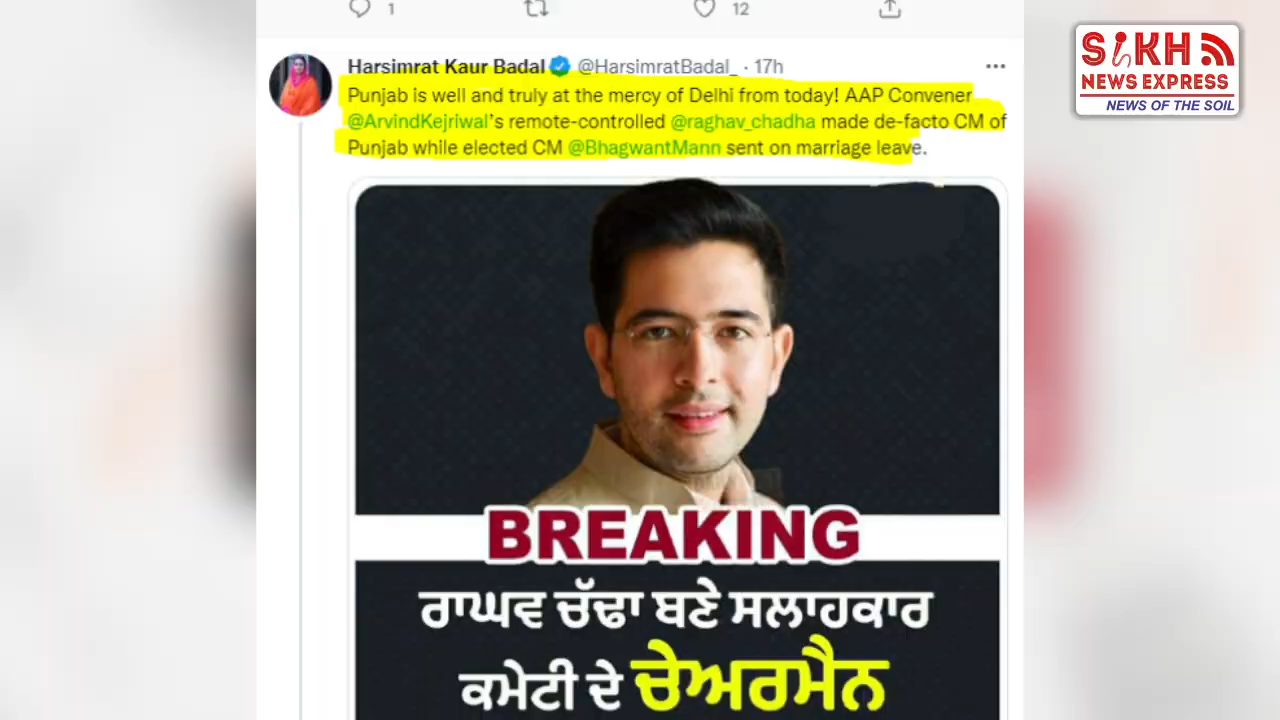 1
12
SiKH
NEWS EXPRESS
NEWS OF THE SOIL
Harsimrat Kaur Badal @HarsimratBadal_ · 17h
Punjab is well and truly at the mercy of Delhi from today! AAP Convener
@ArvindKejriwal's remote-controlled @raghav_chadha made de-facto CM of
Punjab while elected CM @BhagwantMann sent on marriage leave.
BREAKING
ਰਾਘਵ ਚੱਢਾ ਬਣੇ ਸਲਾਹਕਾਰ
ਕਮੇਟੀ ਦੇ ਚੇਅਰਮੈਨ